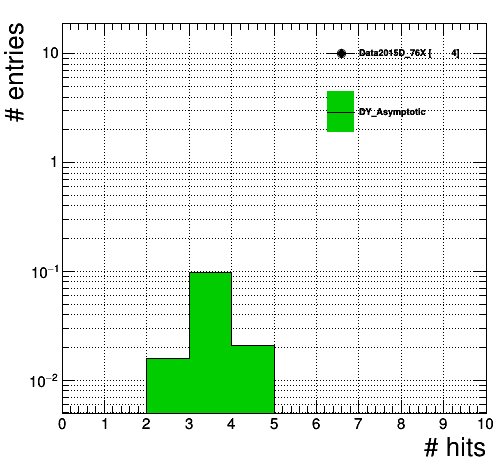 # entries
Data2015D_76X [ 4]
DY_Asymptotic
10
1
10⁻¹
10⁻²
0 1 2 3 4 5 6 7 8 9 10
# hits